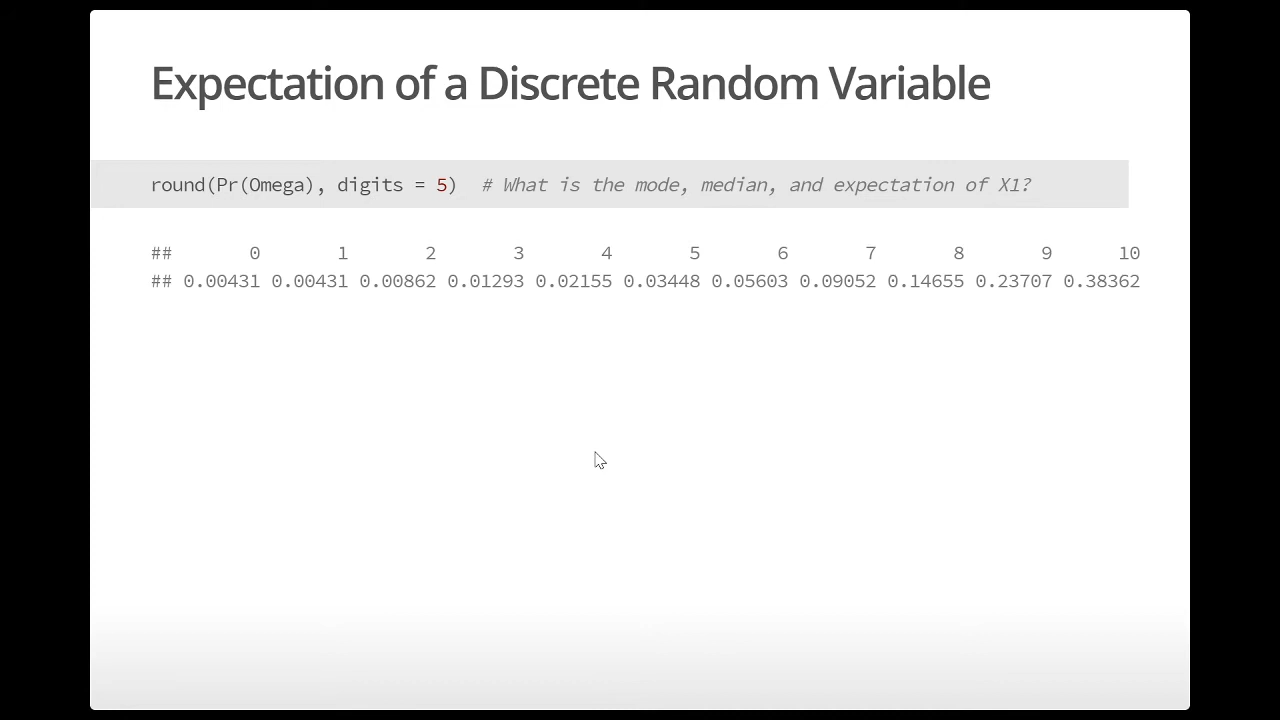 Expectation of a Discrete Random Variable
round(Pr(Omega), digits = 5)  # What is the mode, median, and expectation of X1?
##       0       1       2       3       4       5       6       7       8       9      10
## 0.00431 0.00431 0.00862 0.01293 0.02155 0.03448 0.05603 0.09052 0.14655 0.23707 0.38362